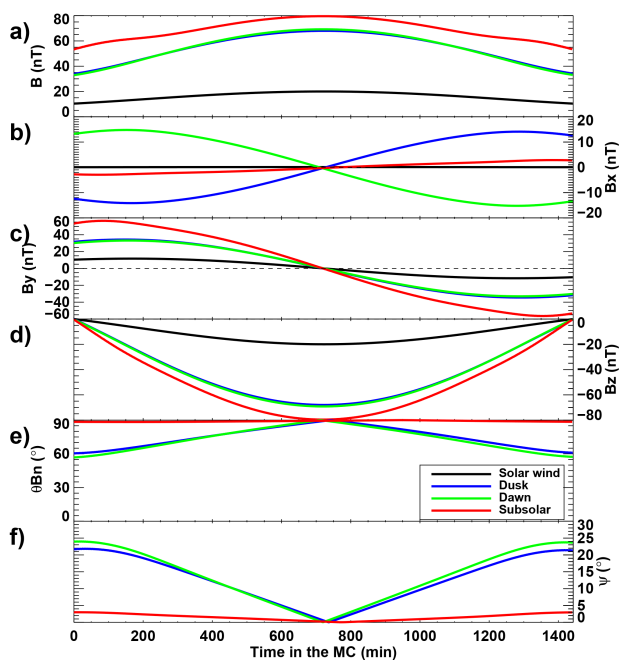 a)
B (nT)
80
60
40
20
0
b)
Bx (nT)
20
10
0
−10
−20
c)
By (nT)
60
40
20
0
−20
−40
−60
d)
Bz (nT)
0
−20
−40
−60
−80
e)
θBn (°)
90
60
30
0
Solar wind
Dusk
Dawn
Subsolar
f)
ψ (°)
30
25
20
15
10
5
0
0 200 400 600 800 1000 1200 1400
Time in the MC (min)